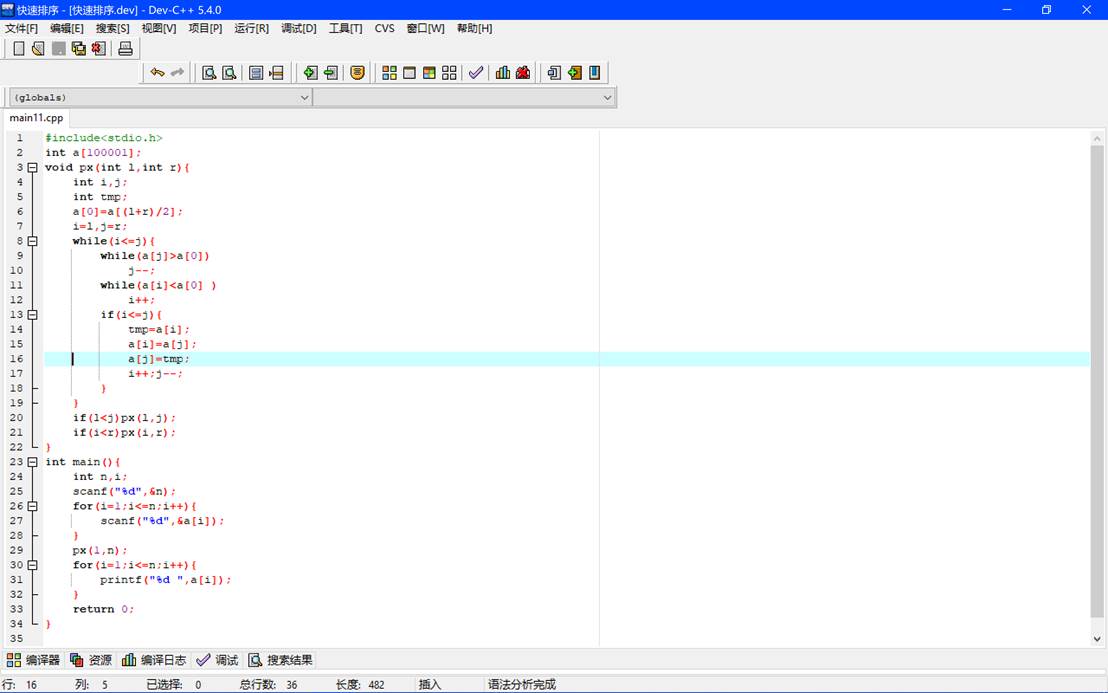 快速排序 - [快速排序.dev] - Dev-C++ 5.4.0
文件[F] 编辑[E] 搜索[S] 视图[V] 项目[P] 运行[R] 调试[D] 工具[T] CVS 窗口[W] 帮助[H]
(globals)
main11.cpp
1 #include<stdio.h>
2 int a[100001];
3 void px(int l,int r){
4 int i,j;
5 int tmp;
6 a[0]=a[(l+r)/2];
7 i=l,j=r;
8 while(i<=j){
9 while(a[j]>a[0])
10 j--;
11 while(a[i]<a[0] )
12 i++;
13 if(i<=j){
14 tmp=a[i];
15 a[i]=a[j];
16 a[j]=tmp;
17 i++;j--;
18 }
19 }
20 if(l<j)px(l,j);
21 if(i<r)px(i,r);
22 }
23 int main(){
24 int n,i;
25 scanf("%d",&n);
26 for(i=1;i<=n;i++){
27 scanf("%d",&a[i]);
28 }
29 px(1,n);
30 for(i=1;i<=n;i++){
31 printf("%d ",a[i]);
32 }
33 return 0;
34 }
35
编译器 资源 编译日志 调试 搜索结果
行: 16 列: 5 已选择: 0 总行数: 36 长度: 482 插入 语法分析完成